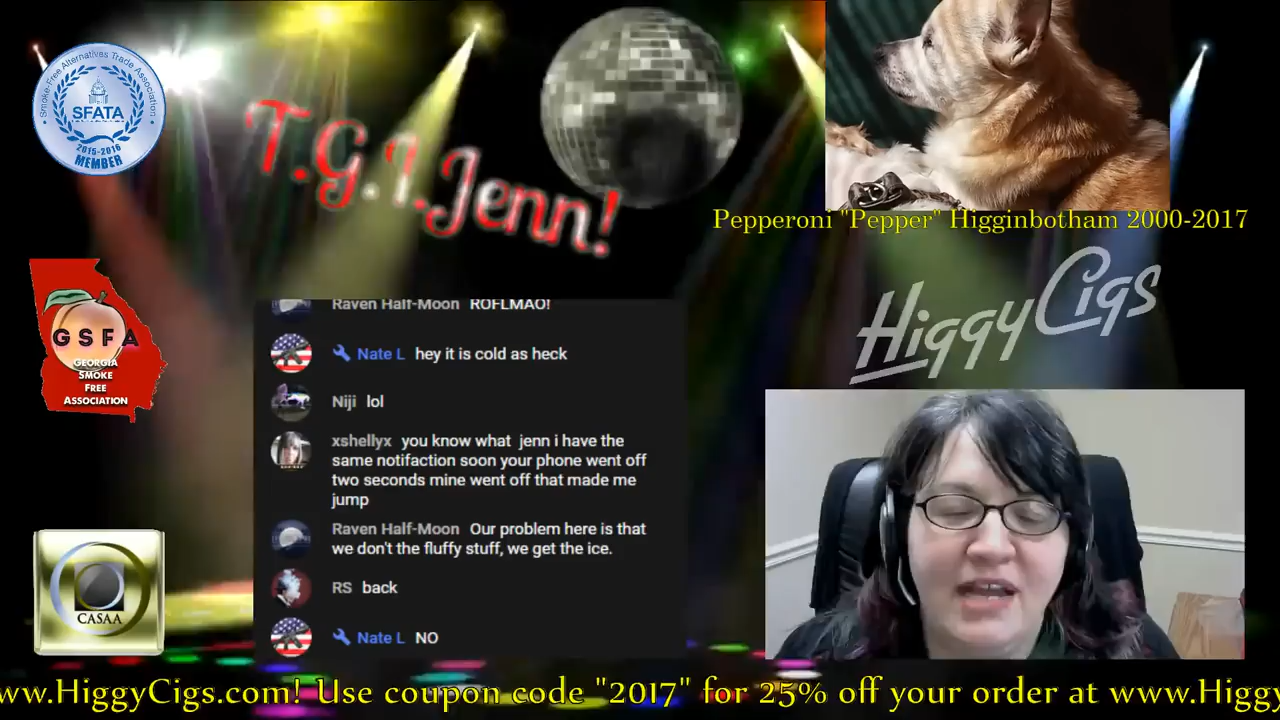 Smoke-Free Alternatives Trade Association
SFATA
2015-2016
MEMBER
T.G.I.Jenn!
Pepperoni "Pepper" Higginbotham 2000-2017
HiggyCigs
GSFA
GEORGIA
SMOKE
FREE
ASSOCIATION
CASAA
Raven Half-Moon ROFLMAO!
Nate L hey it is cold as heck
Niji lol
xshellyx you know what jenn i have the
same notifaction soon your phone went off
two seconds mine went off that made me
jump
Raven Half-Moon Our problem here is that
we don't the fluffy stuff, we get the ice.
RS back
Nate L NO
ww.HiggyCigs.com! Use coupon code "2017" for 25% off your order at www.Higgy